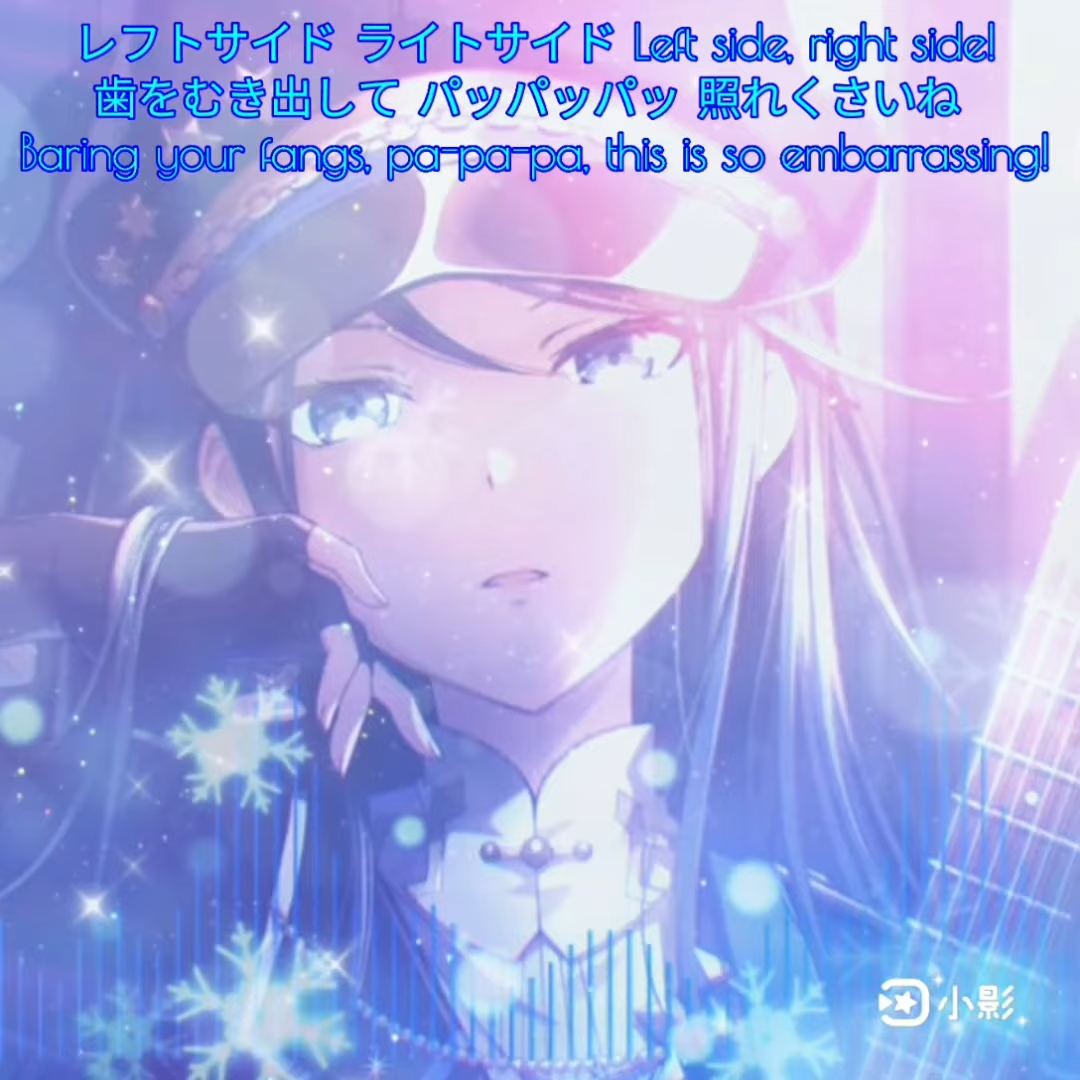 レフトサイド ライトサイド Left side, right side!
歯をむき出して パッパッパッ 照れくさいね
Baring your fangs, pa-pa-pa, this is so embarrassing!
小影